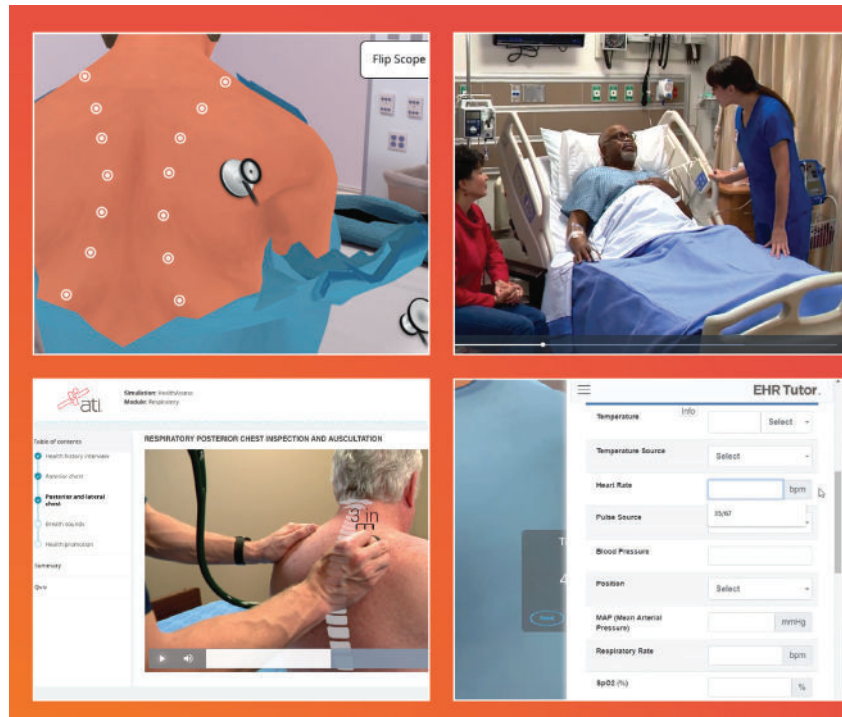 Flip Scope
ati
Simulation: HealthAssess
Module: Respiratory
Table of contents
Health history interview
Anterior chest
Posterior and lateral
chest
Breath sounds
Health promotion
Summary
Quiz
RESPIRATORY POSTERIOR CHEST INSPECTION AND AUSCULTATION
3 in
EHR Tutor
Info
Temperature
Select
Temperature Source
Select
Heart Rate
bpm
Pulse Source
Blood Pressure
Position
Select
MAP (Mean Arterial
Pressure)
mmHg
Respiratory Rate
bpm
SpO2 (%)
%